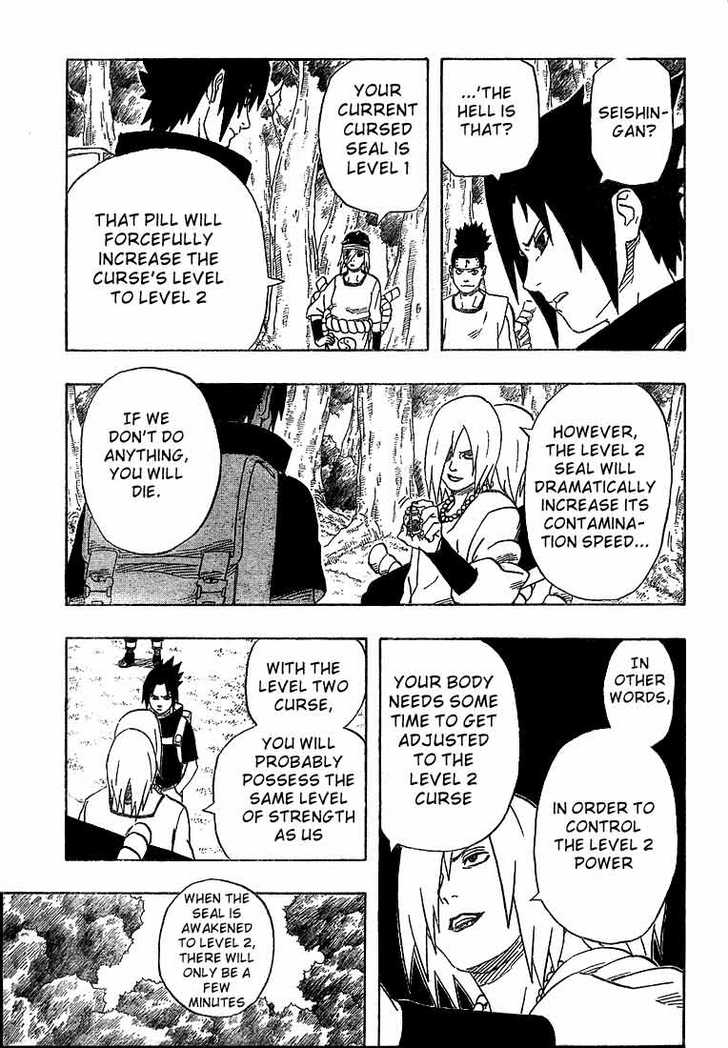 SEISHIN-
GAN?
...'THE
HELL IS
THAT?
YOUR
CURRENT
CURSED
SEAL IS
LEVEL 1
THAT PILL WILL
FORCEFULLY
INCREASE THE
CURSE'S LEVEL
TO LEVEL 2
HOWEVER,
THE LEVEL 2
SEAL WILL
DRAMATICALLY
INCREASE ITS
CONTAMINA-
TION SPEED...
IF WE
DON'T DO
ANYTHING,
YOU WILL
DIE.
IN
OTHER
WORDS,
IN ORDER TO
CONTROL
THE LEVEL 2
POWER
YOUR BODY
NEEDS SOME
TIME TO GET
ADJUSTED
TO THE
LEVEL 2
CURSE
WITH THE
LEVEL TWO
CURSE,
YOU WILL
PROBABLY
POSSESS THE
SAME LEVEL
OF STRENGTH
AS US
WHEN THE
SEAL IS
AWAKENED
TO LEVEL 2,
THERE WILL
ONLY BE A
FEW
MINUTES